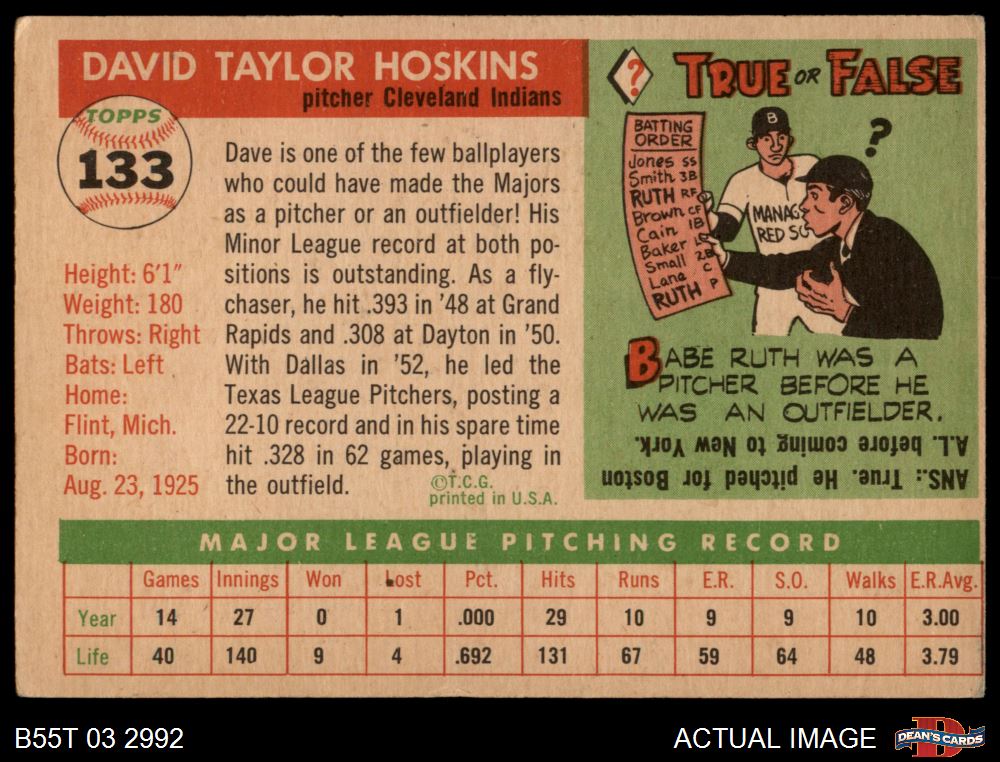 DAVID TAYLOR HOSKINS
pitcher Cleveland Indians
TOPPS
133
Dave is one of the few ballplayers
who could have made the Majors
as a pitcher or an outfielder! His
Minor League record at both po-
sitions is outstanding. As a fly-
chaser, he hit .393 in '48 at Grand
Rapids and .308 at Dayton in '50.
With Dallas in '52, he led the
Texas League Pitchers, posting a
22-10 record and in his spare time
hit .328 in 62 games, playing in
the outfield.
©T.C.G.
printed in U.S.A.
Height: 6'1"
Weight: 180
Throws: Right
Bats: Left
Home:
Flint, Mich.
Born:
Aug. 23, 1925
? TRUE OR FALSE
BATTING
ORDER
Jones SS
Smith 3B
RUTH RF
Brown CF
Cain 1B
Baker
Small 2B
Lane C
RUTH P
B
?
MANAG
RED SO
BABE RUTH WAS A
PITCHER BEFORE HE
WAS AN OUTFIELDER.
ANS.: True. He pitched for Boston
A.L. before coming to New York.
MAJOR LEAGUE PITCHING RECORD
Games Innings Won Lost Pct. Hits Runs E.R. S.O. Walks E.R.Avg.
Year 14 27 0 1 .000 29 10 9 9 10 3.00
Life 40 140 9 4 .692 131 67 59 64 48 3.79
B55T 03 2992
ACTUAL IMAGE
D
DEAN'S CARDS